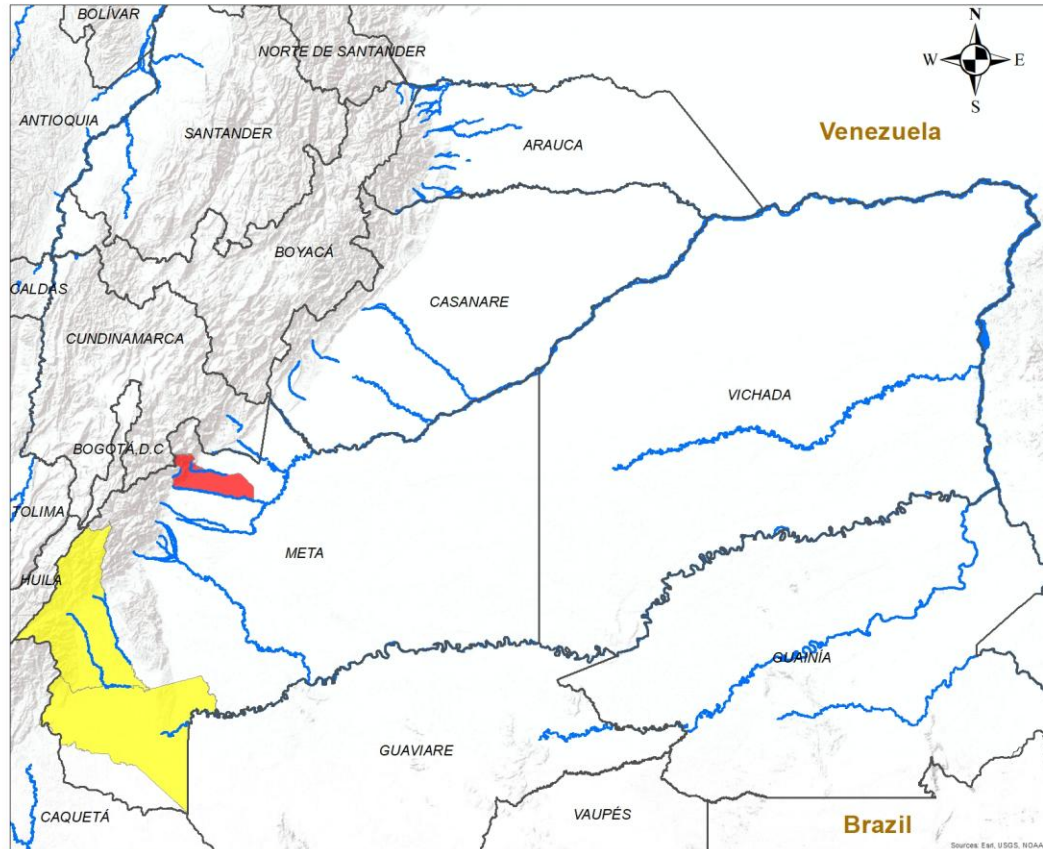 BOLÍVAR
N
NORTE DE SANTANDER
W
E
S
ANTIOQUIA
SANTANDER
ARAUCA
Venezuela
BOYACÁ
CALDAS
CASANARE
CUNDINAMARCA
VICHADA
BOGOTÁ,D.C
TOLIMA
META
HUILA
GUAINÍA
GUAVIARE
CAQUETÁ
VAUPÉS
Brazil
Sources: Esri, USGS, NOAA